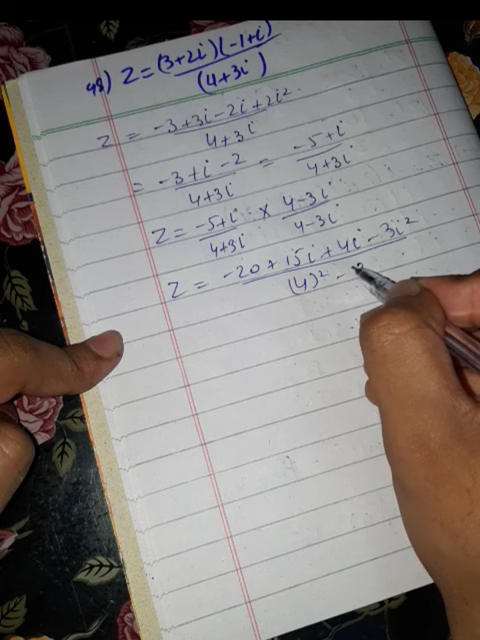 48) Z = (3+2i)(-1+i) / (4+3i)
Z = -3+3i-2i+2i² / 4+3i
= -3+i-2 / 4+3i = -5+i / 4+3i
Z = -5+i / 4+3i × 4-3i / 4-3i
Z = -20+15i+4i-3i² / (4)² -